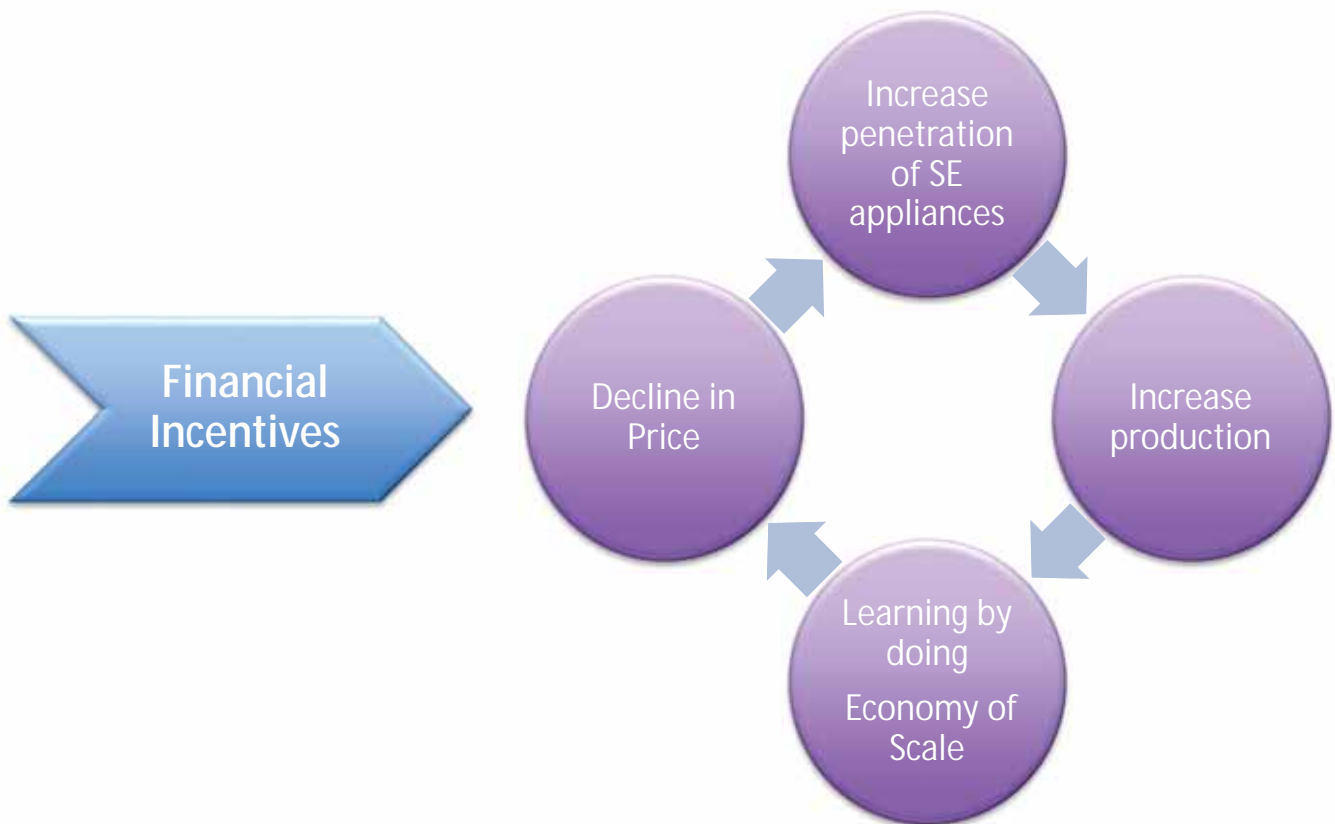 Financial
Incentives
Increase
penetration
of SE
appliances
Decline in
Price
Increase
production
Learning by
doing
Economy of
Scale